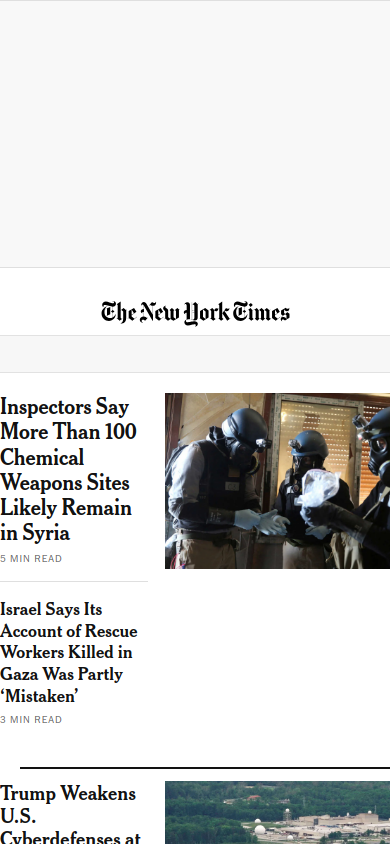 The New York Times
Inspectors Say
More Than 100
Chemical
Weapons Sites
Likely Remain
in Syria
5 MIN READ
Israel Says Its
Account of Rescue
Workers Killed in
Gaza Was Partly
‘Mistaken’
3 MIN READ
Trump Weakens
U.S.
Cyberdefenses at